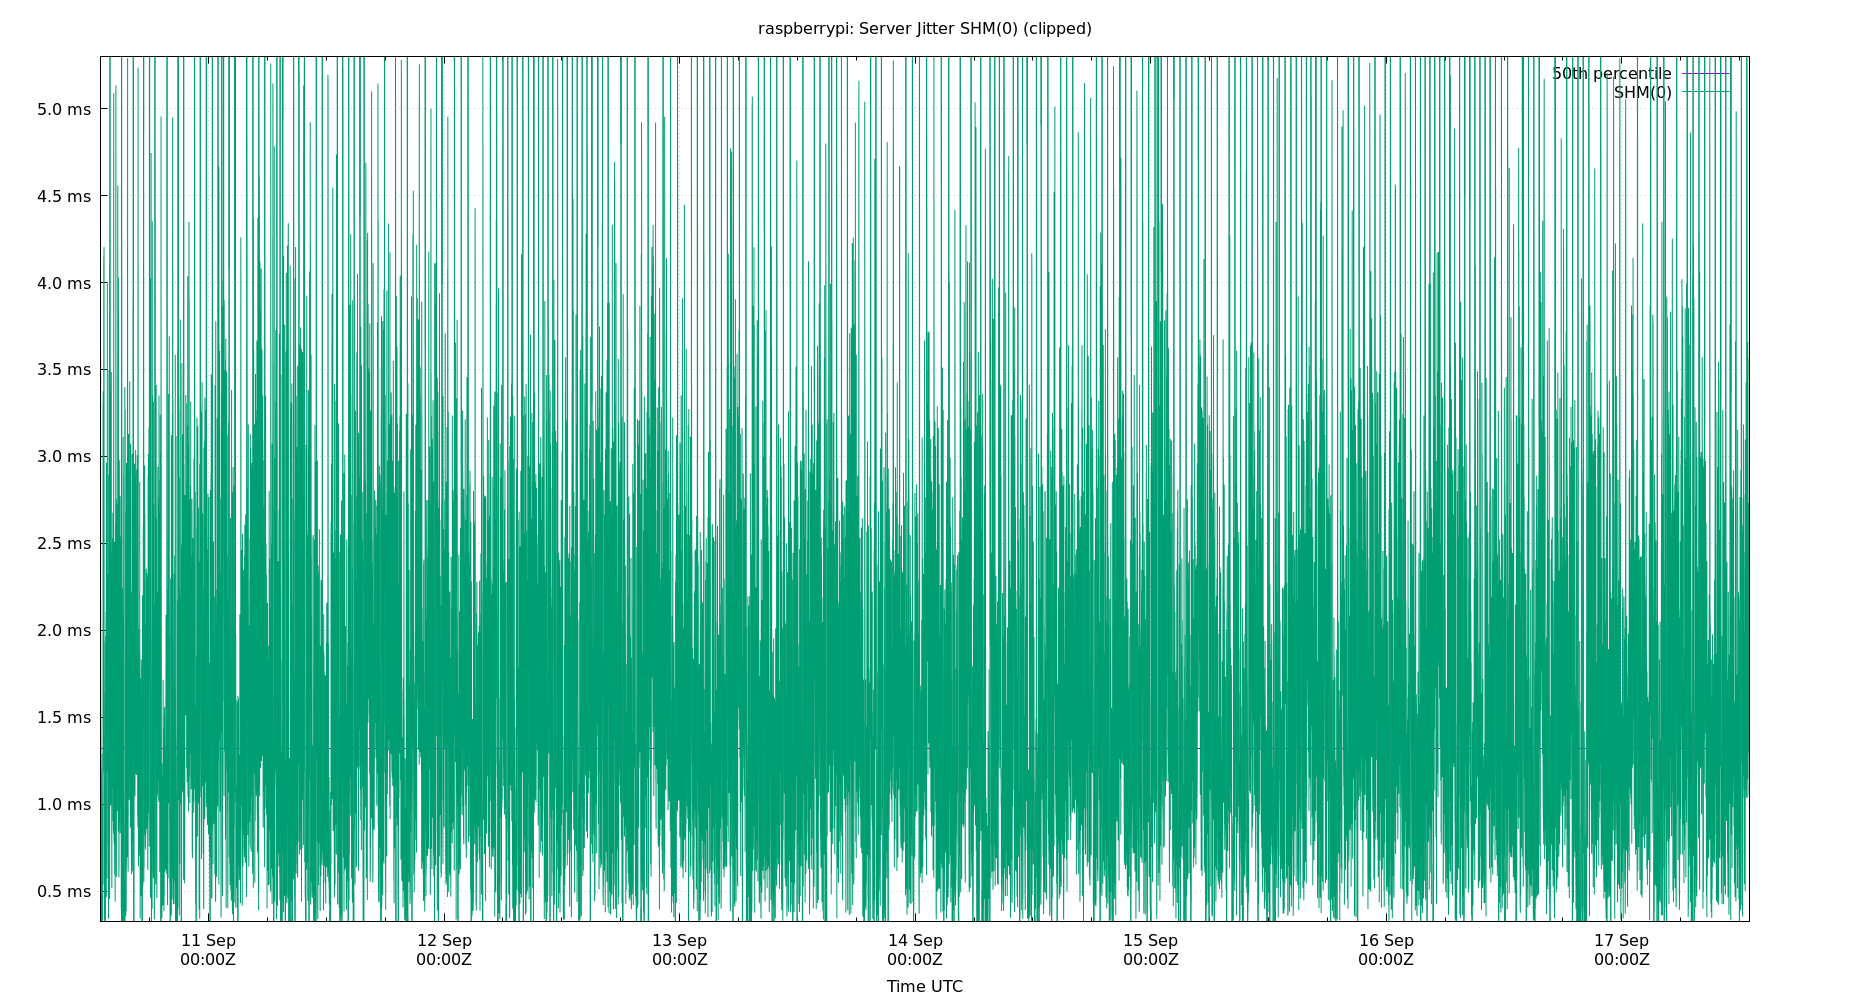 raspberrypi: Server Jitter SHM(0) (clipped)
50th percentile
SHM(0)
5.0 ms
4.5 ms
4.0 ms
3.5 ms
3.0 ms
2.5 ms
2.0 ms
1.5 ms
1.0 ms
0.5 ms
11 Sep 12 Sep 13 Sep 14 Sep 15 Sep 16 Sep 17 Sep
00:00Z 00:00Z 00:00Z 00:00Z 00:00Z 00:00Z 00:00Z
Time UTC